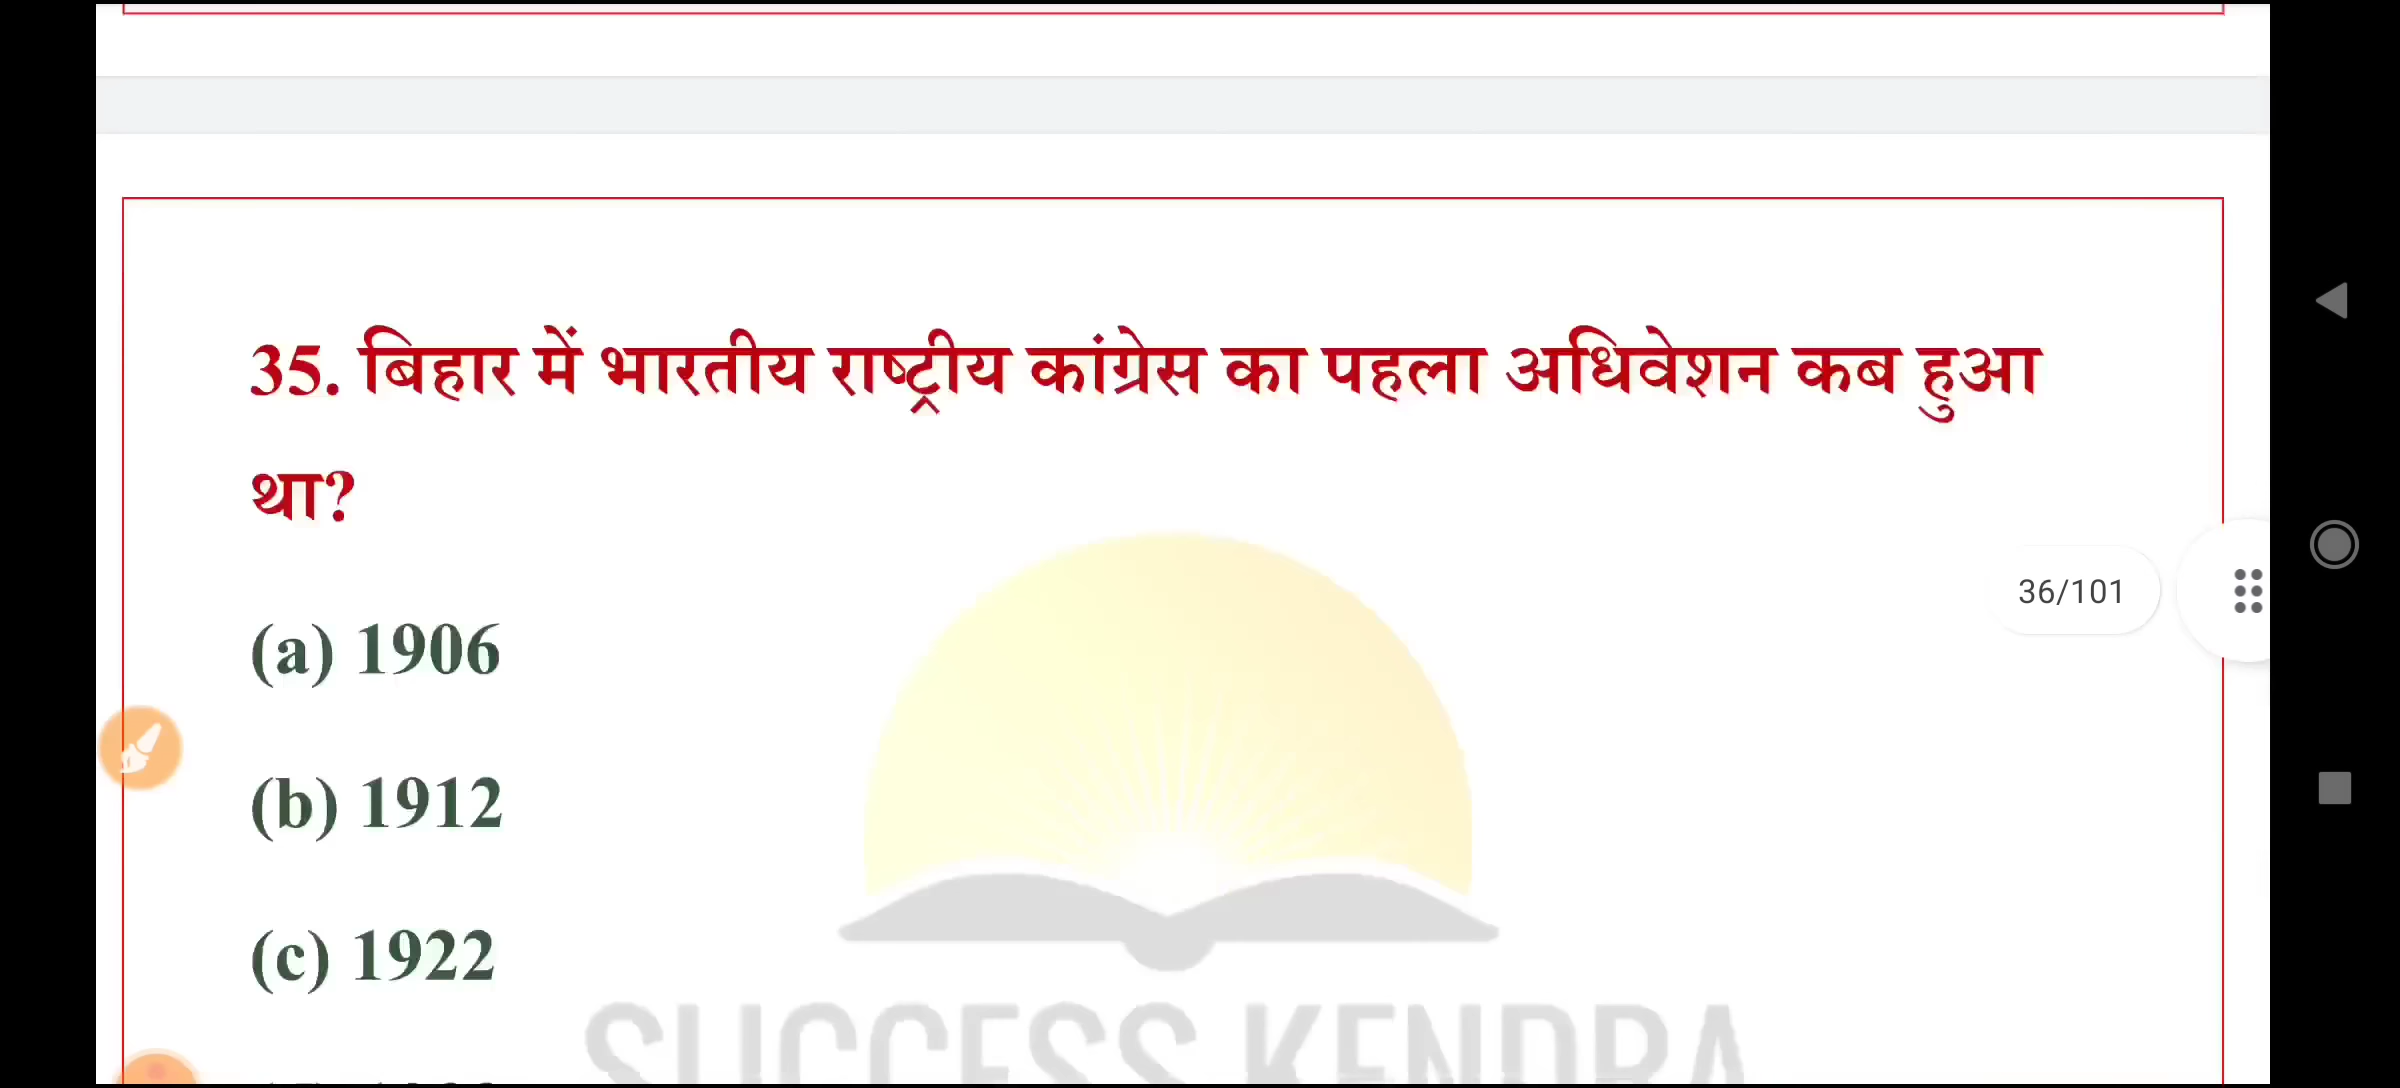 35. बिहार में भारतीय राष्ट्रीय कांग्रेस का पहला अधिवेशन कब हुआ
था?
36/101
(a) 1906
(b) 1912
(c) 1922
SUCCESS KENDRA